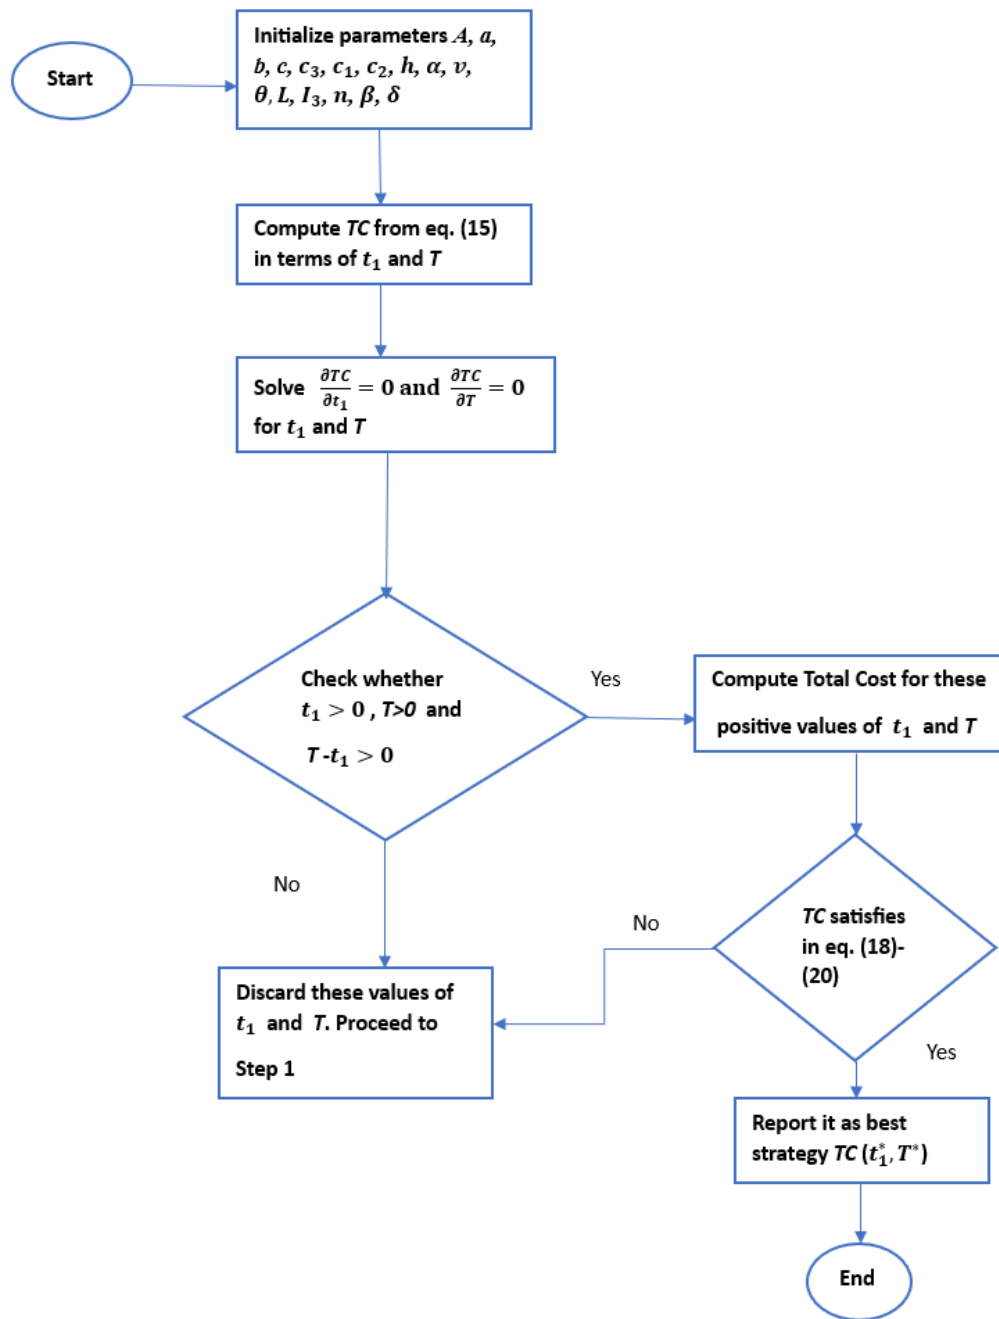 Start
Initialize parameters A, a,
b, c, c₃, c₁, c₂, h, α, υ,
θ, L, I₃, n, β, δ
Compute TC from eq. (15)
in terms of t₁ and T
Solve ∂TC/∂t₁ = 0 and ∂TC/∂T = 0
for t₁ and T
Check whether
t₁ > 0 , T>0 and
T -t₁ > 0
Yes
Compute Total Cost for these
positive values of t₁ and T
No
No
TC satisfies
in eq. (18)-
(20)
Discard these values of
t₁ and T. Proceed to
Step 1
Yes
Report it as best
strategy TC (t₁*, T*)
End